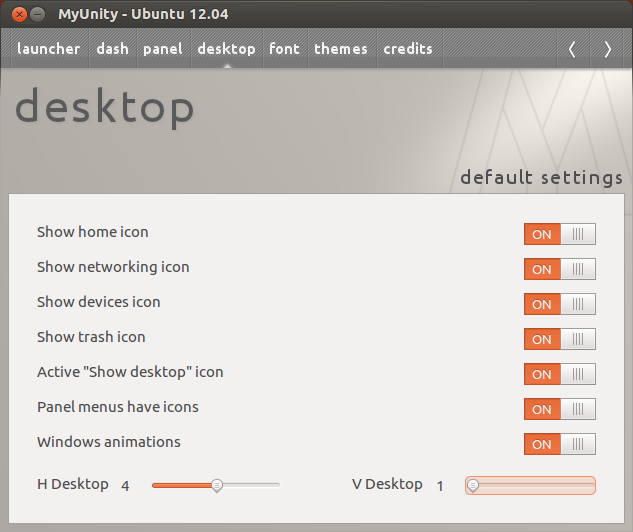 MyUnity - Ubuntu 12.04
launcher dash panel desktop font themes credits
desktop
default settings
Show home icon ON
Show networking icon ON
Show devices icon ON
Show trash icon ON
Active "Show desktop" icon ON
Panel menus have icons ON
Windows animations ON
H Desktop 4 V Desktop 1